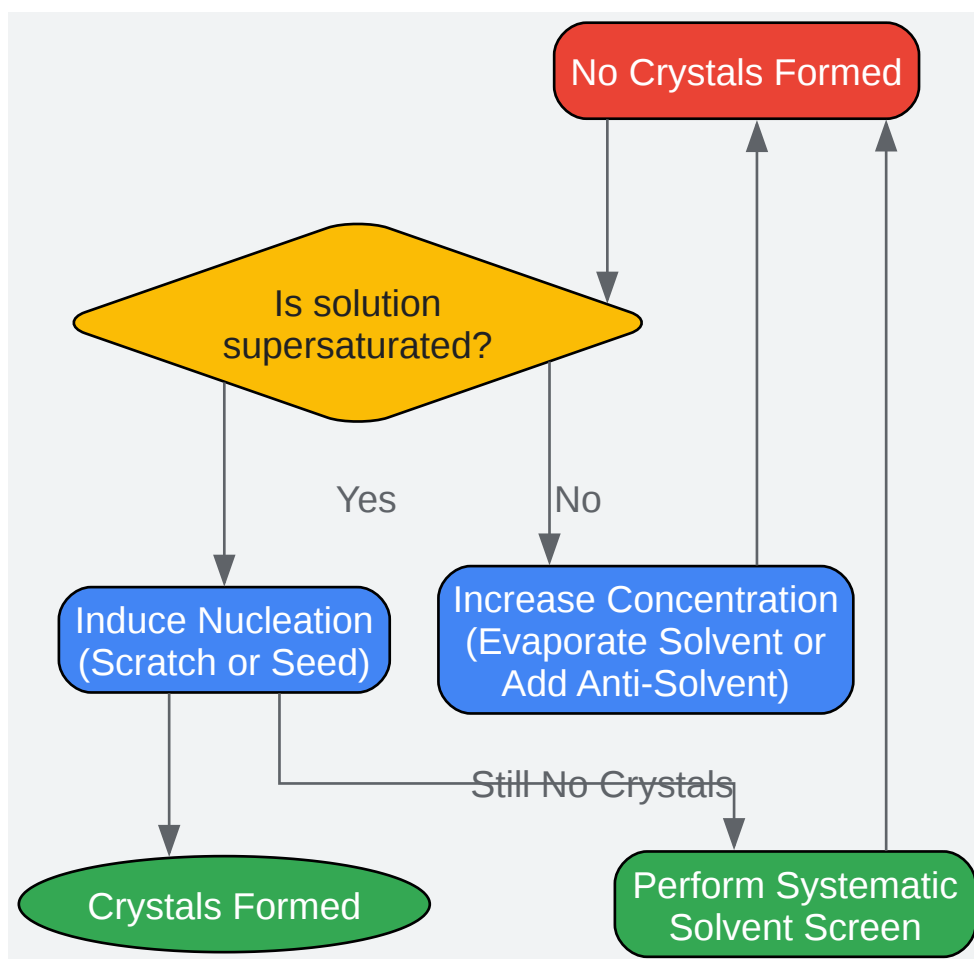 No Crystals Formed
Is solution
supersaturated?
Yes
No
Induce Nucleation
(Scratch or Seed)
Increase Concentration
(Evaporate Solvent or
Add Anti-Solvent)
Still No Crystals
Crystals Formed
Perform Systematic
Solvent Screen